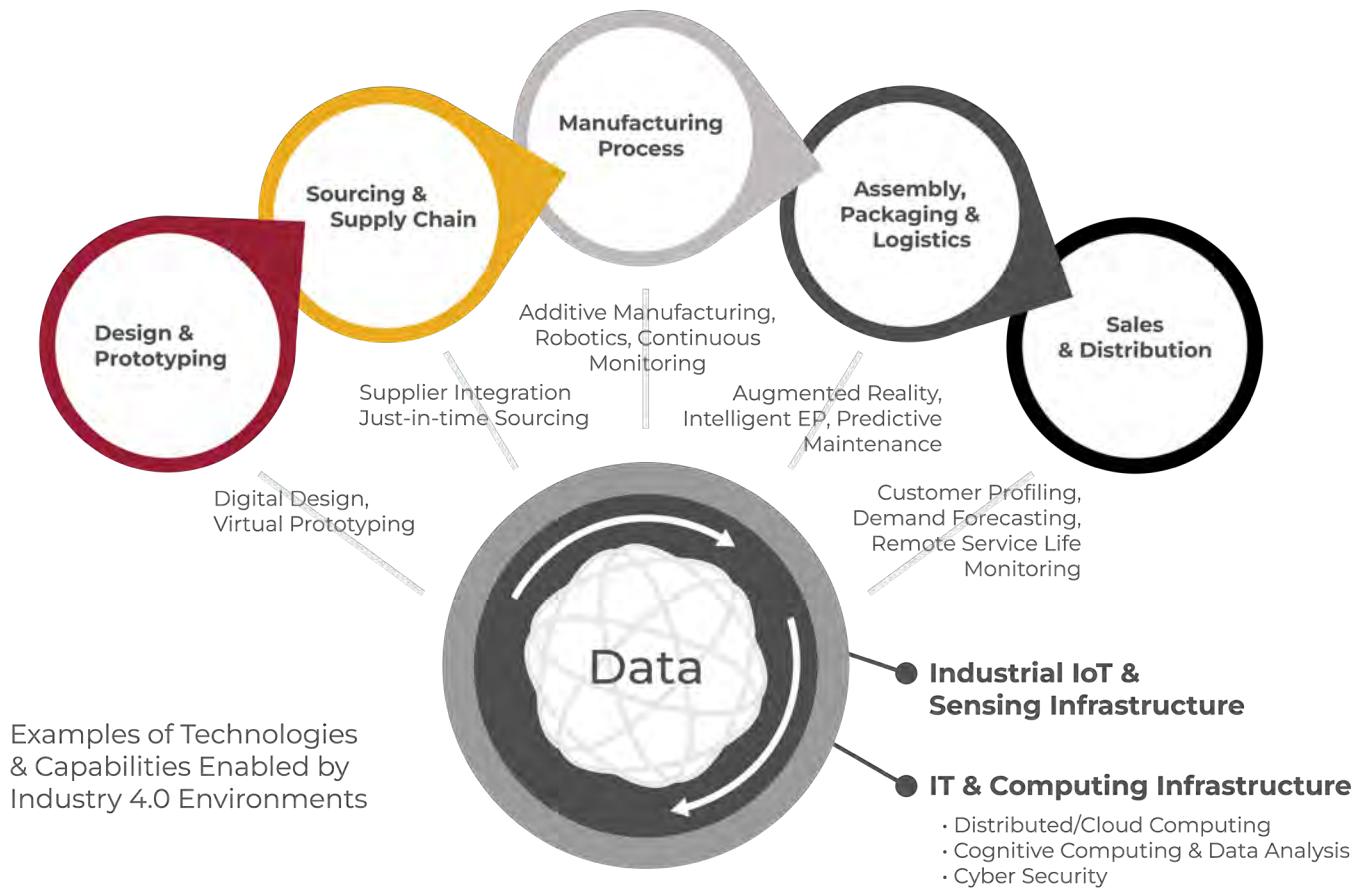 Manufacturing
Process
Sourcing &
Supply Chain
Assembly,
Packaging &
Logistics
Design &
Prototyping
Sales
& Distribution
Additive Manufacturing,
Robotics, Continuous
Monitoring
Supplier Integration
Just-in-time Sourcing
Augmented Reality,
Intelligent EP, Predictive
Maintenance
Digital Design,
Virtual Prototyping
Customer Profiling,
Demand Forecasting,
Remote Service Life
Monitoring
Data
Industrial IoT &
Sensing Infrastructure
Examples of Technologies
& Capabilities Enabled by
Industry 4.0 Environments
IT & Computing Infrastructure
• Distributed/Cloud Computing
• Cognitive Computing & Data Analysis
• Cyber Security